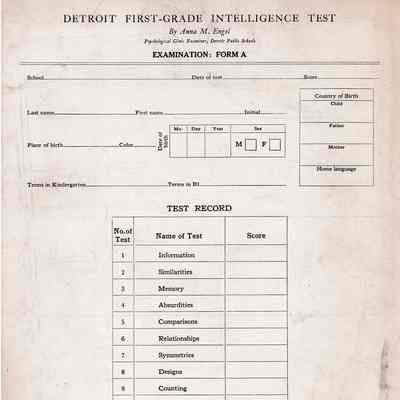 DETROIT FIRST-GRADE INTELLIGENCE TEST
By Anna M. Engel
Psychological Clinic Examiner, Detroit Public Schools
EXAMINATION: FORM A
School Date of test Score
Last name First name Initial
Place of birth Color Date of birth Mo. Day Year Sex
M F
Terms in Kindergarten Terms in B1
Country of Birth
Child
Father
Mother
Home language
TEST RECORD
No. of Test Name of Test Score
1 Information
2 Similarities
3 Memory
4 Absurdities
5 Comparisons
6 Relationships
7 Symmetries
8 Designs
9 Counting